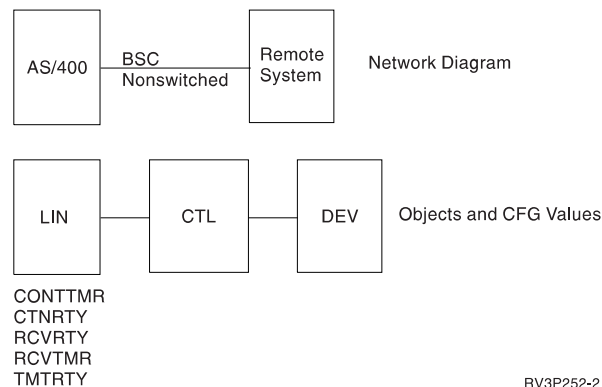 AS/400
BSC
Nonswitched
Remote
System
Network Diagram
LIN
CTL
DEV
Objects and CFG Values
CONTTMR
CTNRTY
RCVRTY
RCVTMR
TMTRTY
RV3P252-2